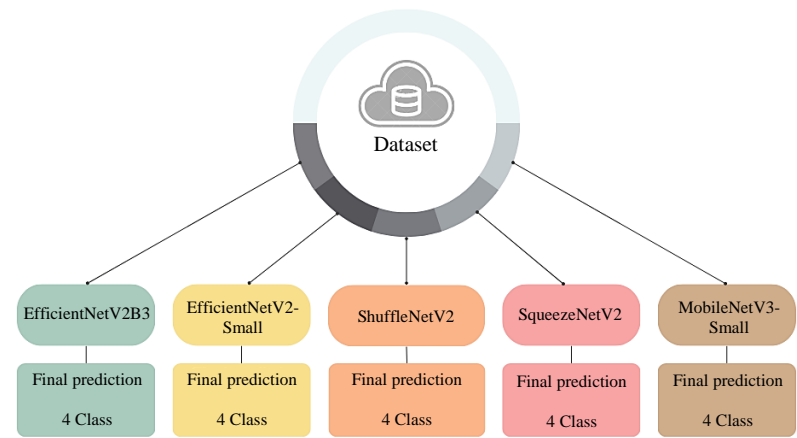 Dataset
EfficientNetV2B3
EfficientNetV2-
Small
ShuffleNetV2
SqueezeNetV2
MobileNetV3-
Small
Final prediction
4 Class
Final prediction
4 Class
Final prediction
4 Class
Final prediction
4 Class
Final prediction
4 Class